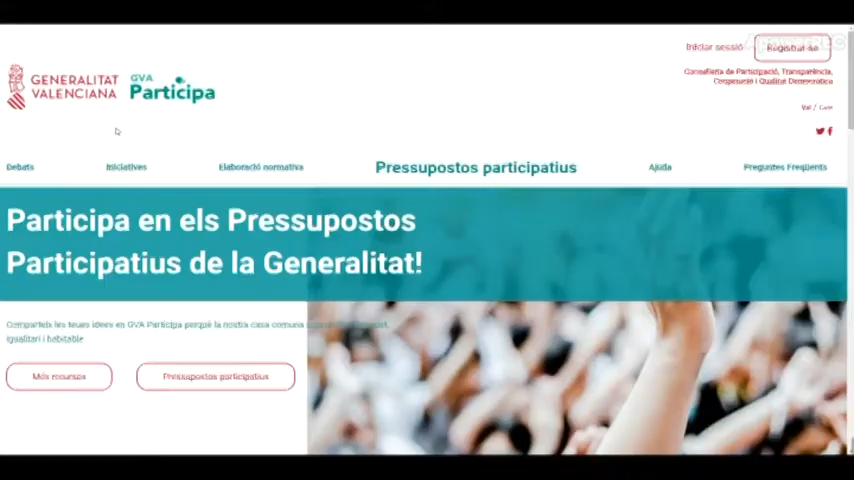 Iniciar sessió
Registrar-se
GENERALITAT
VALENCIANA
GVA
Participa
Conselleria de Participació, Transparència,
Cooperació i Qualitat Democràtica
Val / Cast
Debats
Iniciatives
Elaboració normativa
Pressupostos participatius
Ajuda
Preguntes Freqüents
Participa en els Pressupostos
Participatius de la Generalitat!
Comparteix les teues idees en GVA Participa perquè la nostra casa comuna
igualitari i habitable
Més recursos
Pressupostos participatius